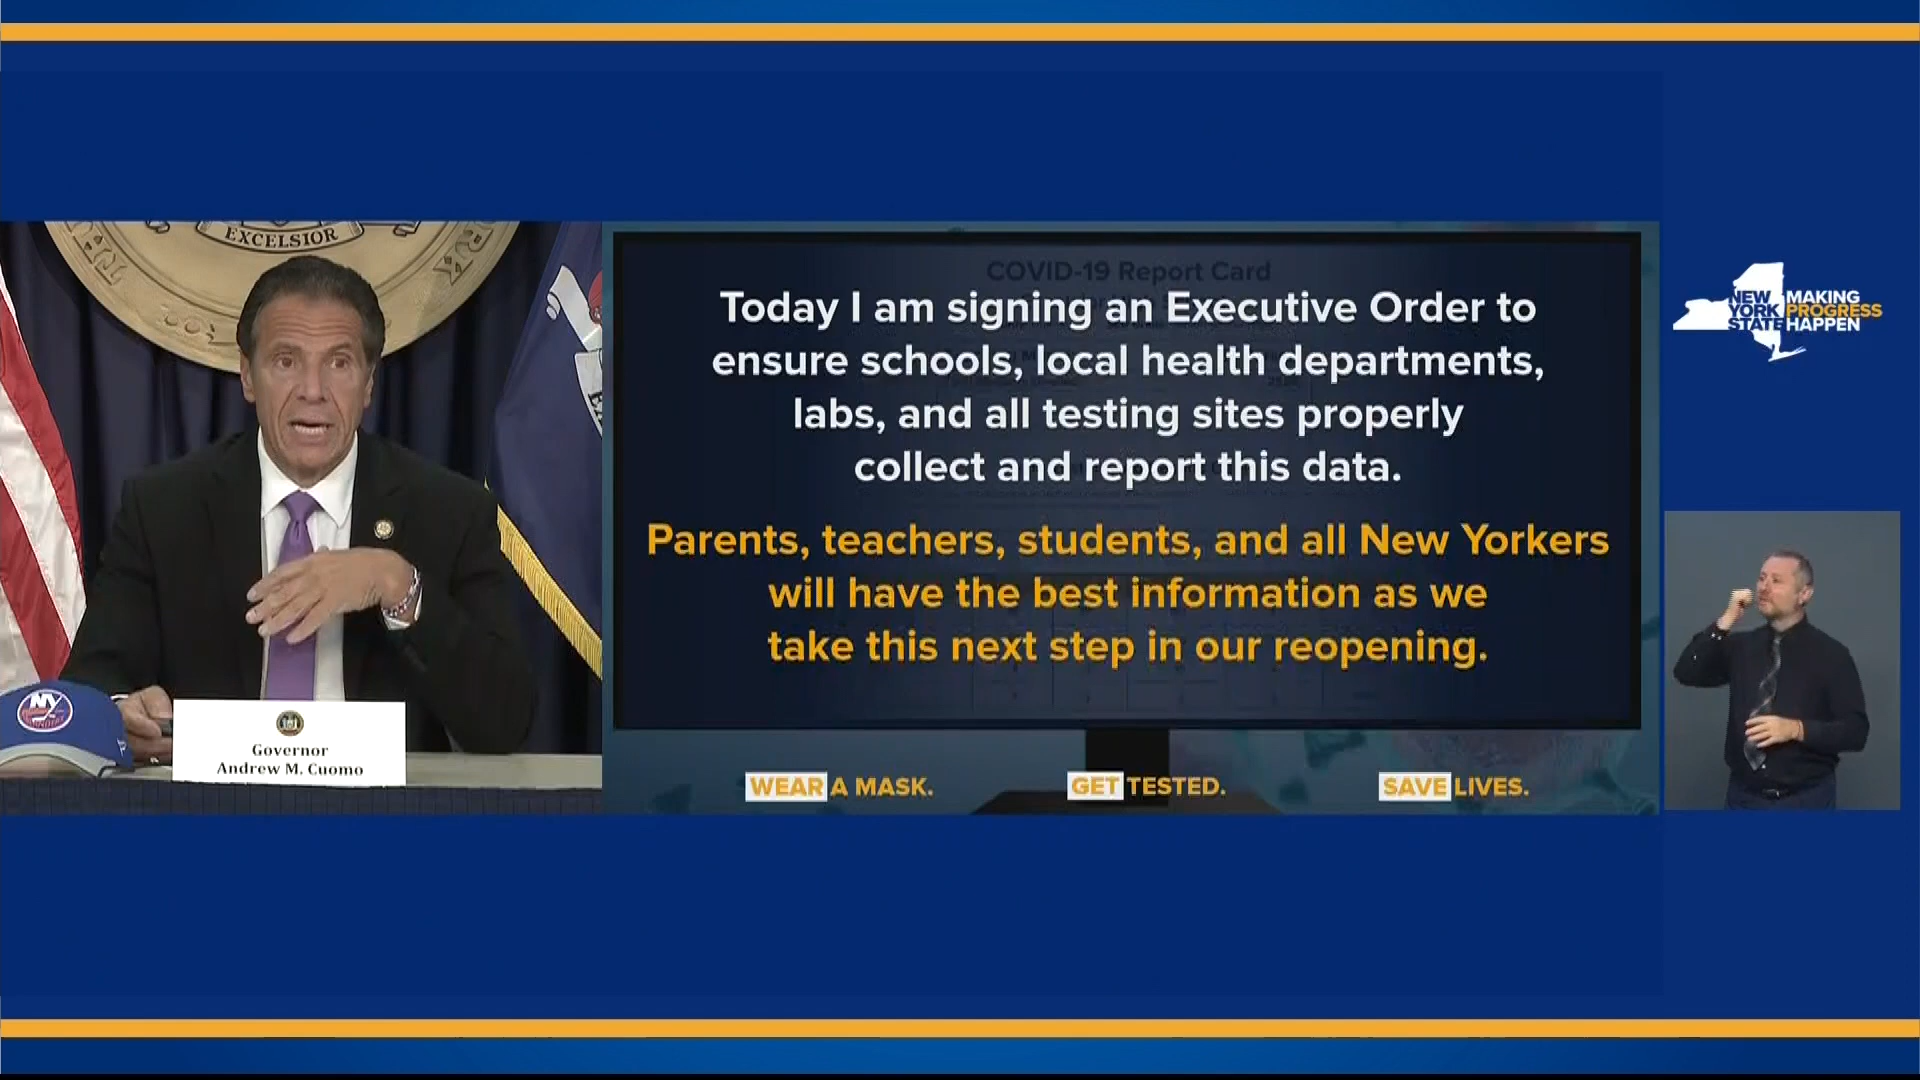 EXCELSIOR
NY
Governor
Andrew M. Cuomo
COVID-19 Report Card
Today I am signing an Executive Order to
ensure schools, local health departments,
labs, and all testing sites properly
collect and report this data.
Parents, teachers, students, and all New Yorkers
will have the best information as we
take this next step in our reopening.
WEAR A MASK.
GET TESTED.
SAVE LIVES.
NEW
YORK
STATE
MAKING
PROGRESS
HAPPEN